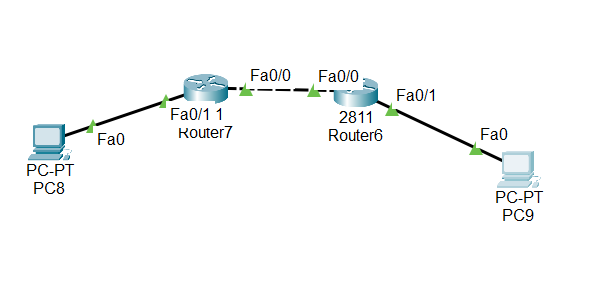 Fa0/0
Fa0/0
Fa0/1
Fa0/1 1
2811
Router7
Router6
Fa0
Fa0
PC-PT
PC8
PC-PT
PC9